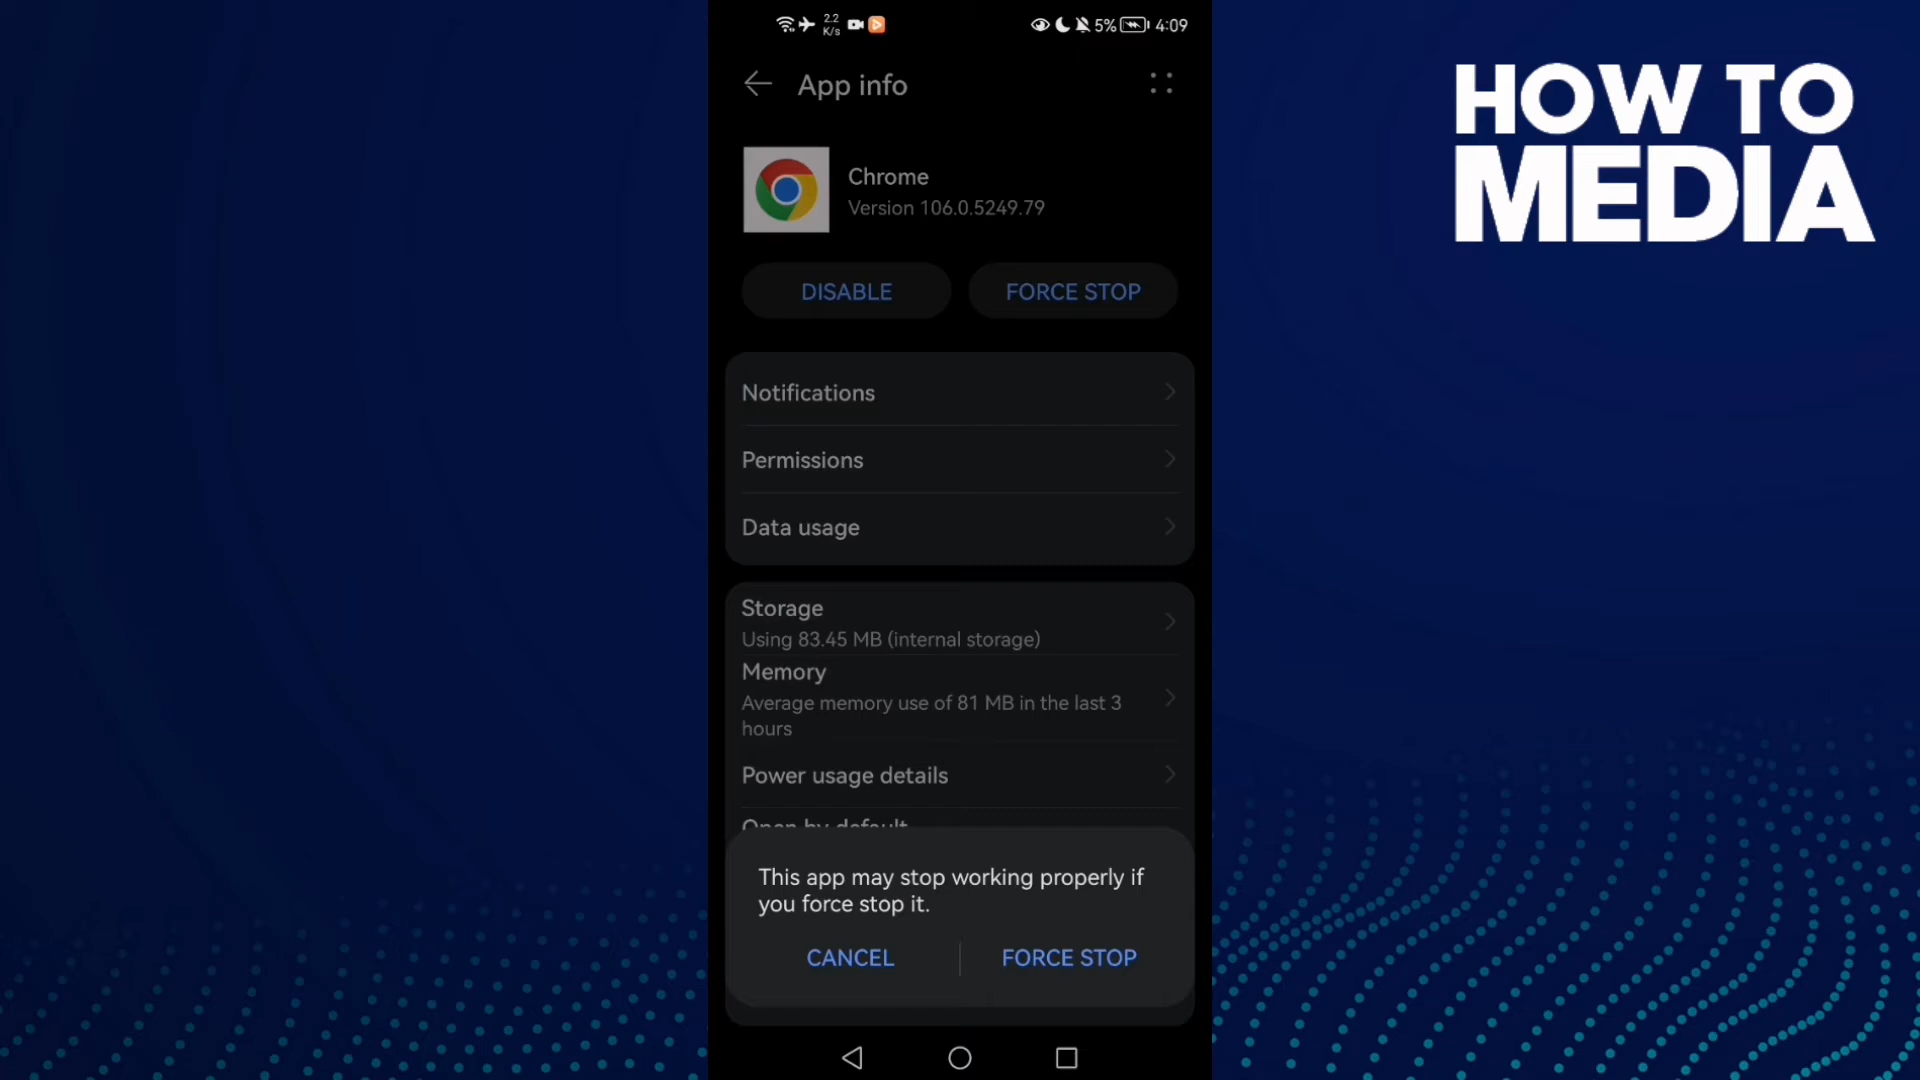 2.2
K/s
5%
4:09
App info
HOW TO
MEDIA
Chrome
Version 106.0.5249.79
DISABLE
FORCE STOP
Notifications
Permissions
Data usage
Storage
Using 83.45 MB (internal storage)
Memory
Average memory use of 81 MB in the last 3
hours
Power usage details
Open by default
This app may stop working properly if
you force stop it.
CANCEL
FORCE STOP